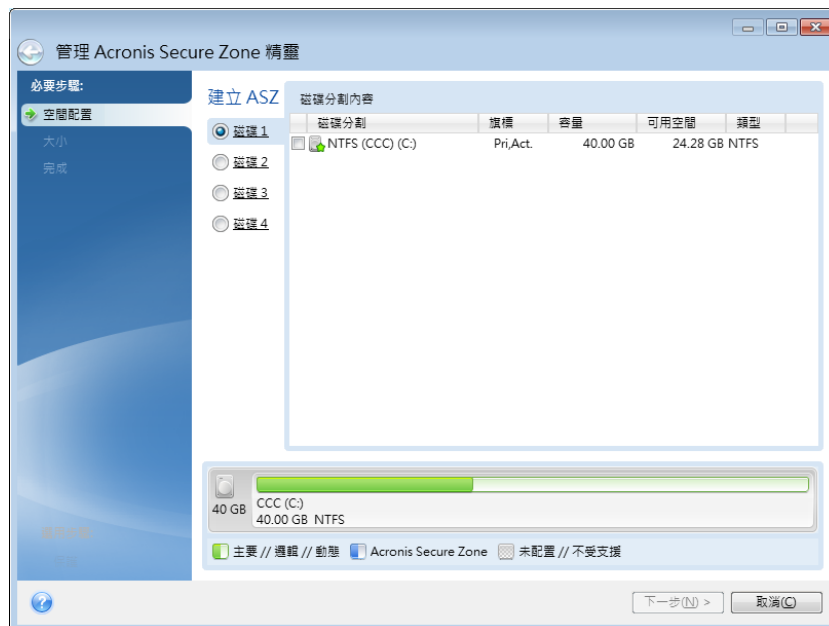 管理 Acronis Secure Zone 精靈
必要步驟:
空間配置
大小
完成
建立 ASZ
磁碟 1
磁碟 2
磁碟 3
磁碟 4
磁碟分割內容
磁碟分割 旗標 容量 可用空間 類型
NTFS (CCC) (C:) Pri,Act. 40.00 GB 24.28 GB NTFS
40 GB
CCC (C:)
40.00 GB NTFS
主要 // 邏輯 // 動態 Acronis Secure Zone 未配置 // 不受支援
下一步(N) > 取消(C)